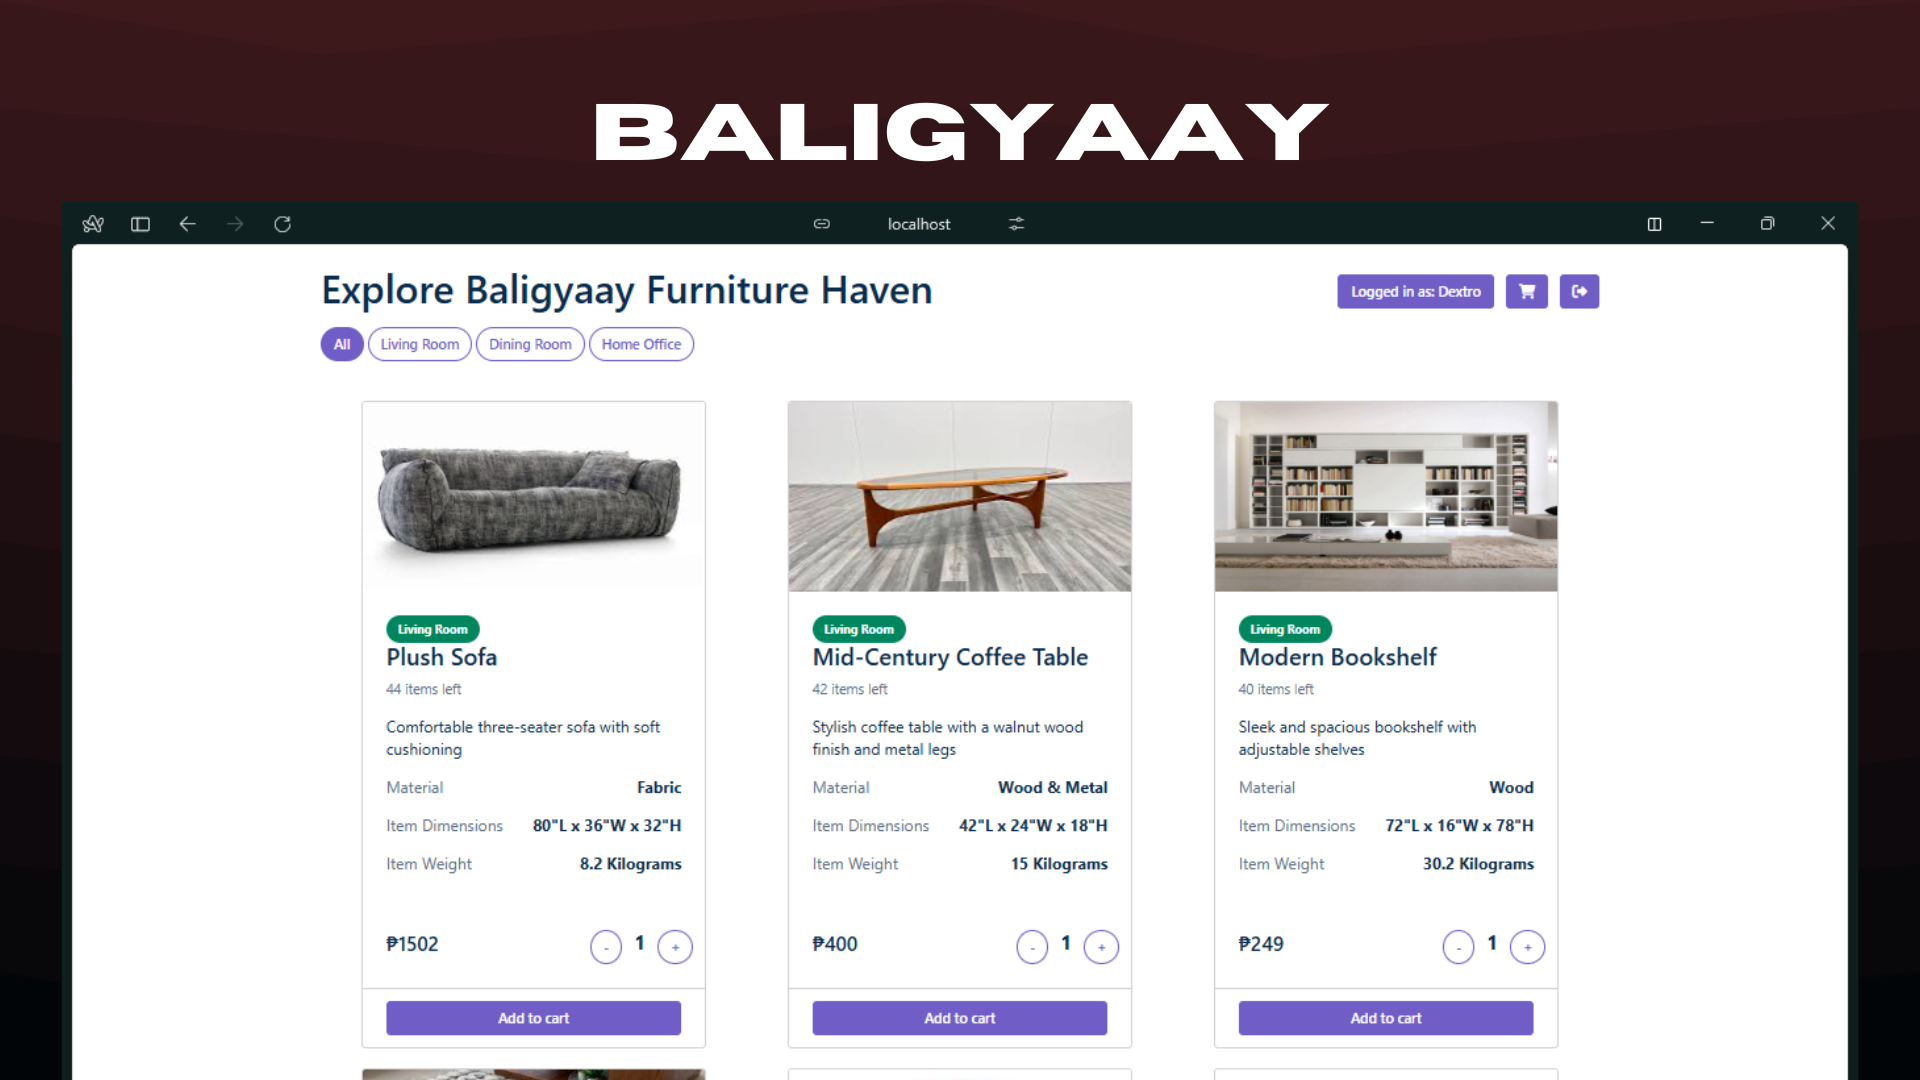 BALIGYAAY
localhost
Explore Baligyaay Furniture Haven
Logged in as: Dextro
All
Living Room
Dining Room
Home Office
Living Room
Plush Sofa
44 items left
Comfortable three-seater sofa with soft
cushioning
Material Fabric
Item Dimensions 80"L x 36"W x 32"H
Item Weight 8.2 Kilograms
₱1502
- 1 +
Add to cart
Living Room
Mid-Century Coffee Table
42 items left
Stylish coffee table with a walnut wood
finish and metal legs
Material Wood & Metal
Item Dimensions 42"L x 24"W x 18"H
Item Weight 15 Kilograms
₱400
- 1 +
Add to cart
Living Room
Modern Bookshelf
40 items left
Sleek and spacious bookshelf with
adjustable shelves
Material Wood
Item Dimensions 72"L x 16"W x 78"H
Item Weight 30.2 Kilograms
₱249
- 1 +
Add to cart